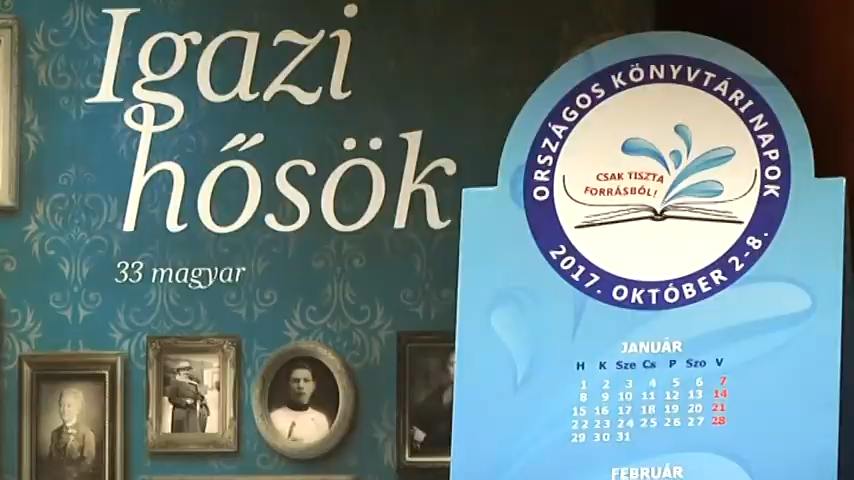 Igazi
hősök
33 magyar
ORSZÁGOS KÖNYVTÁRI NAPOK
CSAK TISZTA
FORRÁSBÓL!
2017. OKTÓBER 2-8.
JANUÁR
H K Sze Cs P Szo V
1 2 3 4 5 6 7
8 9 10 11 12 13 14
15 16 17 18 19 20 21
22 23 24 25 26 27 28
29 30 31
FEBRUÁR